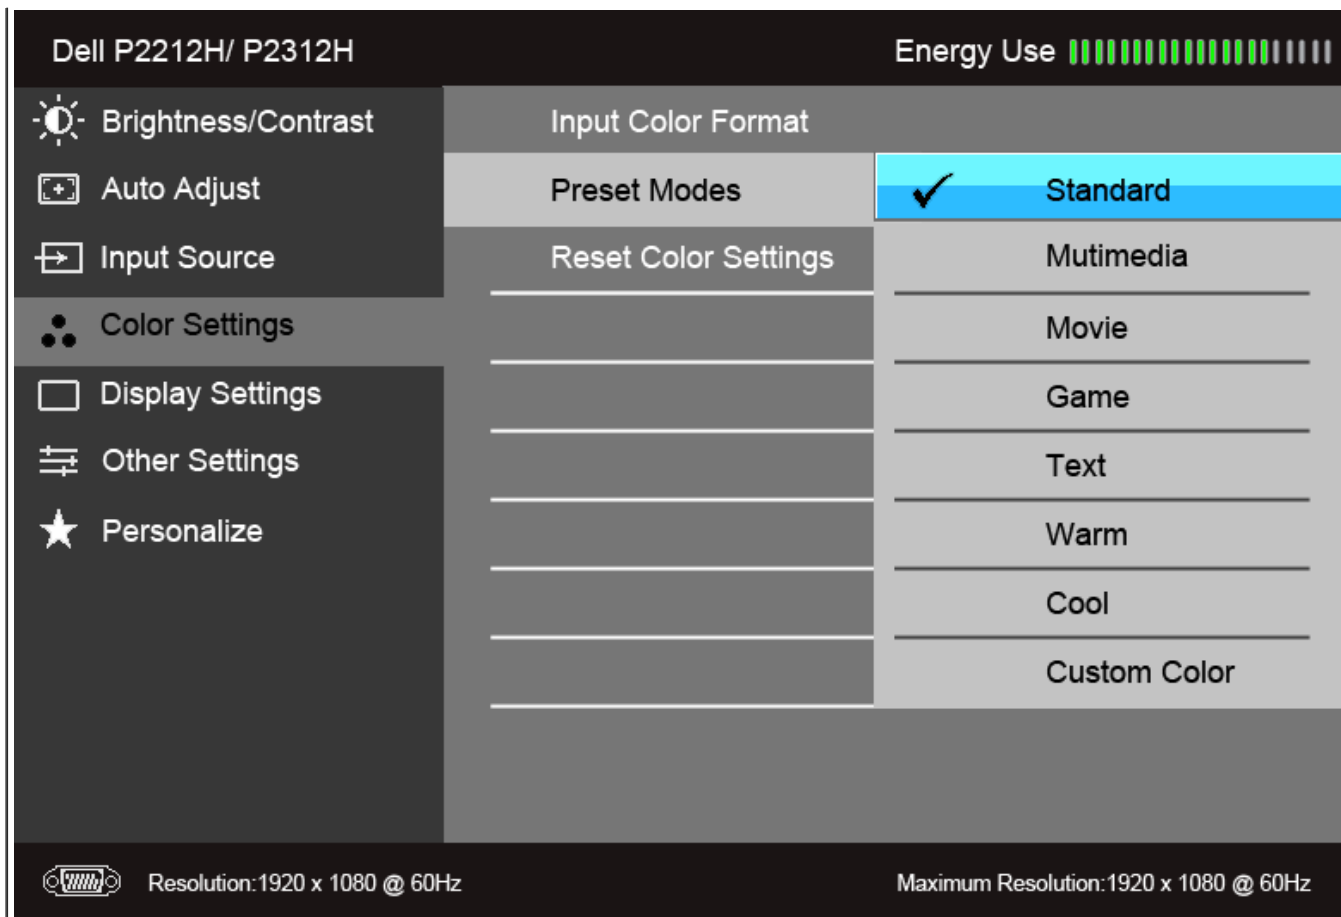 Dell P2212H/ P2312H
Energy Use
Brightness/Contrast
Input Color Format
Auto Adjust
Preset Modes
Standard
Input Source
Reset Color Settings
Mutimedia
Color Settings
Movie
Display Settings
Game
Other Settings
Text
Personalize
Warm
Cool
Custom Color
Resolution:1920 x 1080 @ 60Hz
Maximum Resolution:1920 x 1080 @ 60Hz